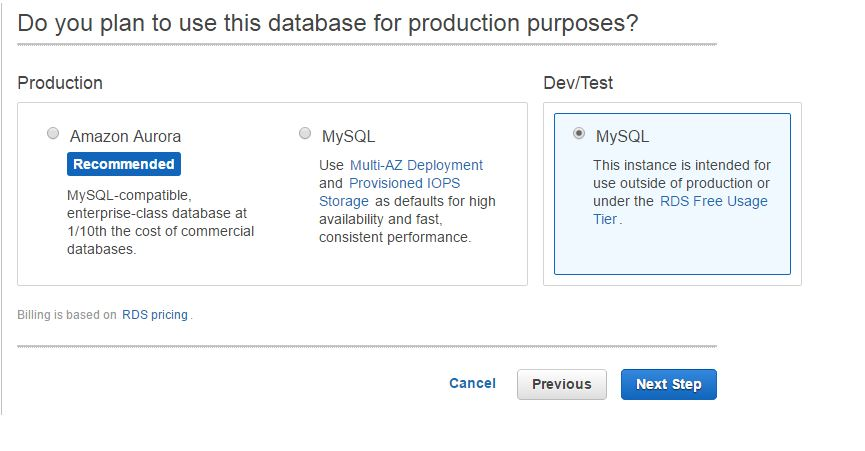 Do you plan to use this database for production purposes?
Production
Amazon Aurora
Recommended
MySQL-compatible,
enterprise-class database at
1/10th the cost of commercial
databases.
MySQL
Use Multi-AZ Deployment
and Provisioned IOPS
Storage as defaults for high
availability and fast,
consistent performance.
Dev/Test
MySQL
This instance is intended for
use outside of production or
under the RDS Free Usage
Tier.
Billing is based on RDS pricing.
Cancel
Previous
Next Step